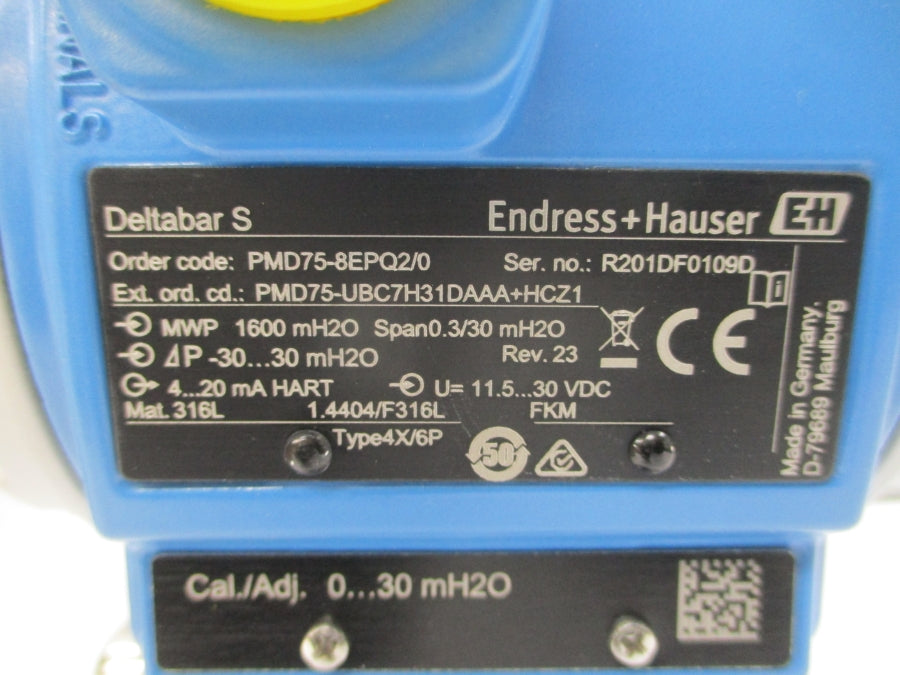 VALS
Deltabar S
Endress+Hauser EH
Order code: PMD75-8EPQ2/0 Ser. no.: R201DF0109D
Ext. ord. cd.: PMD75-UBC7H31DAAA+HCZ1
MWP 1600 mH2O Span0.3/30 mH2O
ΔP -30...30 mH2O Rev. 23
CE
4...20 mA HART U= 11.5...30 VDC
Mat. 316L 1.4404/F316L FKM
Type4X/6P
50
Made in Germany,
D-79689 Maulburg
Cal./Adj. 0...30 mH2O